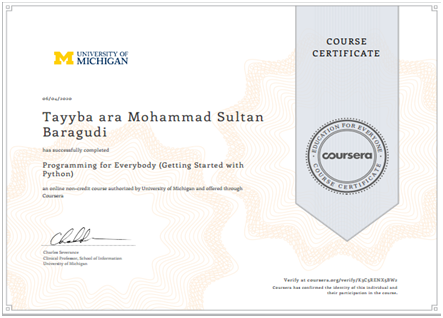 UNIVERSITY OF
MICHIGAN
COURSE
CERTIFICATE
06/04/2020
Tayyba ara Mohammad Sultan
Baragudi
has successfully completed
Programming for Everybody (Getting Started with
Python)
an online non-credit course authorized by University of Michigan and offered through
Coursera
EDUCATION FOR EVERYONE
coursera
COURSE CERTIFICATE
Charles Severance
Clinical Professor, School of Information
University of Michigan
Verify at coursera.org/verify/
Coursera has confirmed the identity of this individual and
their participation in the course.